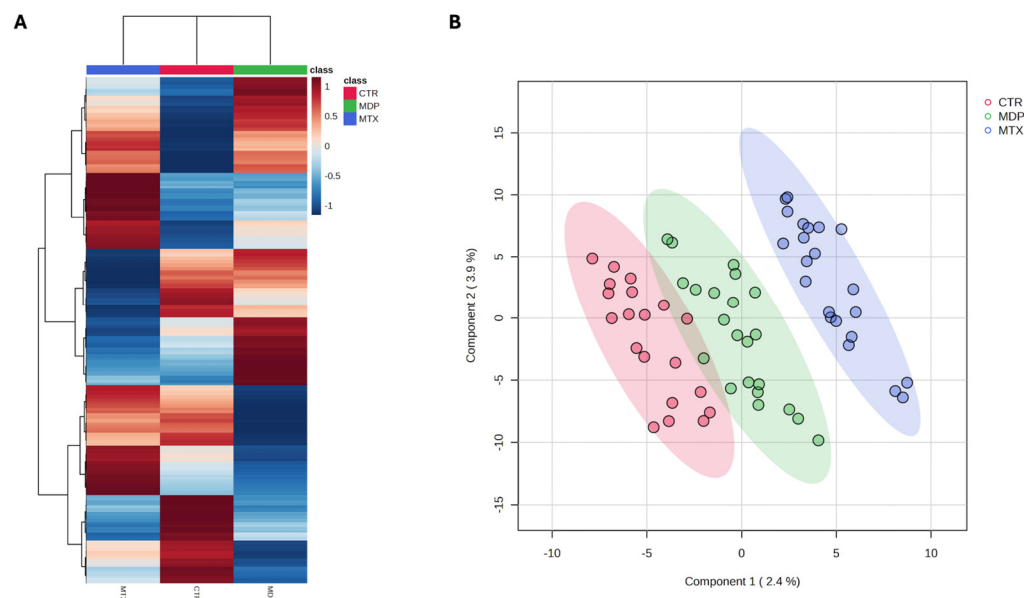 A
B
class
1
0.5
0
-0.5
-1
class
CTR
MDP
MTX
CTR
MDP
MTX
15
10
5
0
-5
-10
-15
Component 2 ( 3.9 %)
-10
-5
0
5
10
Component 1 ( 2.4 %)